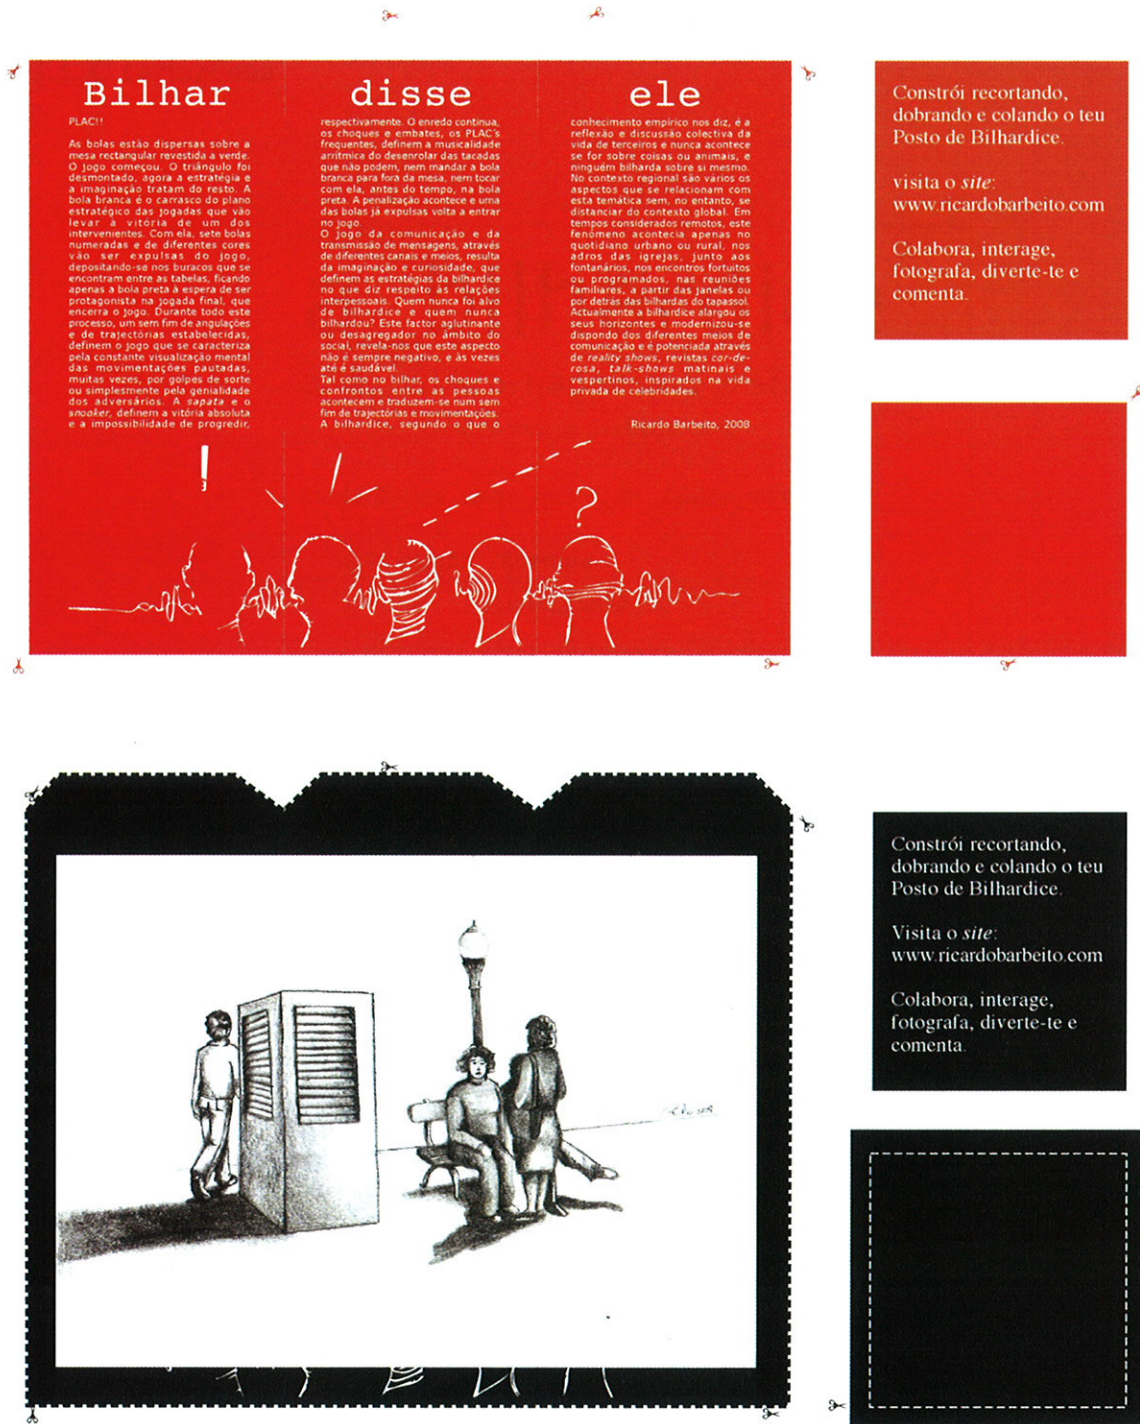 Bilhar
PLAC!!
As bolas estão dispersas sobre a
mesa rectangular revestida a verde.
O jogo começou. O triângulo foi
desmontado, agora a estratégia e
a imaginação tratam do resto. A
bola branca é o carrasco do plano
estratégico das jogadas que vão
levar à vitória de um dos
intervenientes. Com ela, sete bolas
numeradas e de diferentes cores
vão ser expulsas do jogo,
depositando-se nos buracos que se
encontram entre as tabelas, ficando
apenas a bola preta à espera de ser
protagonista na jogada final, que
encerra o jogo. Durante todo este
processo, um sem fim de angulações
e de trajectórias estabelecidas,
definem o jogo que se caracteriza
pela constante visualização mental
das movimentações pautadas,
muitas vezes, por golpes de sorte
ou simplesmente pela genialidade
dos adversários. A sapata e o
snooker, definem a vitória absoluta
e a impossibilidade de progredir,
disse
respectivamente. O enredo continua,
os choques e embates, os PLAC's
frequentes, definem a musicalidade
arrítmica do desenrolar das tacadas
que não podem, nem mandar a bola
branca para fora da mesa, nem tocar
com ela, antes do tempo, na bola
preta. A penalização acontece e uma
das bolas já expulsas volta a entrar
no jogo.
O jogo da comunicação e da
transmissão de mensagens, através
de diferentes canais e meios, resulta
da imaginação e curiosidade, que
definem as estratégias da bilhardice
no que diz respeito às relações
interpessoais. Quem nunca foi alvo
de bilhardice e quem nunca
bilhardou? Este factor aglutinante
ou desagregador no âmbito do
social, revela-nos que este aspecto
não é sempre negativo, e às vezes
até é saudável.
Tal como no bilhar, os choques e
confrontos entre as pessoas
acontecem e traduzem-se num sem
fim de trajectórias e movimentações.
A bilhardice, segundo o que o
ele
conhecimento empírico nos diz, é a
reflexão e discussão colectiva da
vida de terceiros e nunca acontece
se for sobre coisas ou animais, e
ninguém bilharda sobre si mesmo.
No contexto regional são vários os
aspectos que se relacionam com
esta temática sem, no entanto, se
distanciar do contexto global. Em
tempos considerados remotos, este
fenómeno acontecia apenas no
quotidiano urbano ou rural, nos
adros das igrejas, junto aos
fontanários, nos encontros fortuitos
ou programados, nas reuniões
familiares, a partir das janelas ou
por detrás das bilhardas do tapassol.
Actualmente a bilhardice alargou os
seus horizontes e modernizou-se
dispondo dos diferentes meios de
comunicação e é potenciada através
de reality shows, revistas cor-de-
rosa, talk-shows matinais e
vespertinos, inspirados na vida
privada de celebridades.
Ricardo Barbeito, 2008
?
Constrói recortando,
dobrando e colando o teu
Posto de Bilhardice.
visita o site:
www.ricardobarbeito.com
Colabora, interage,
fotografa, diverte-te e
comenta.
Constrói recortando,
dobrando e colando o teu
Posto de Bilhardice.
Visita o site:
www.ricardobarbeito.com
Colabora, interage,
fotografa, diverte-te e
comenta.